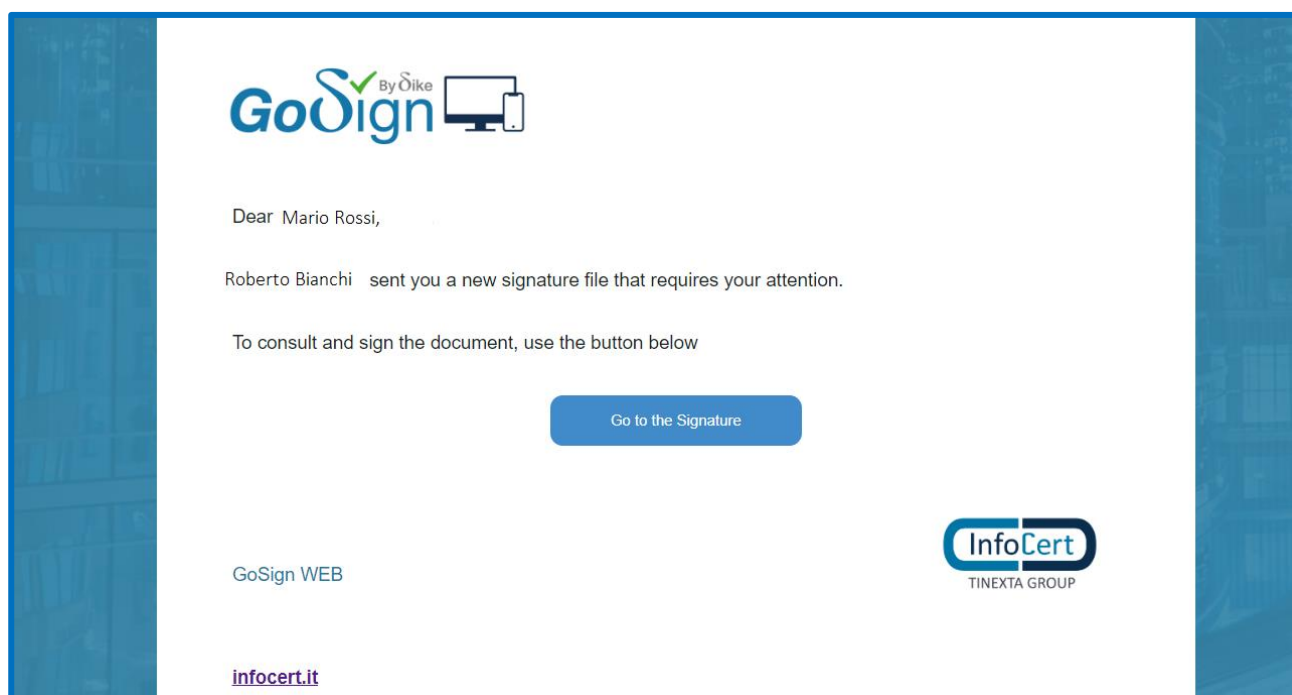 GoSign By Dike
Dear Mario Rossi,
Roberto Bianchi sent you a new signature file that requires your attention.
To consult and sign the document, use the button below
Go to the Signature
InfoCert
TINEXTA GROUP
GoSign WEB
infocert.it